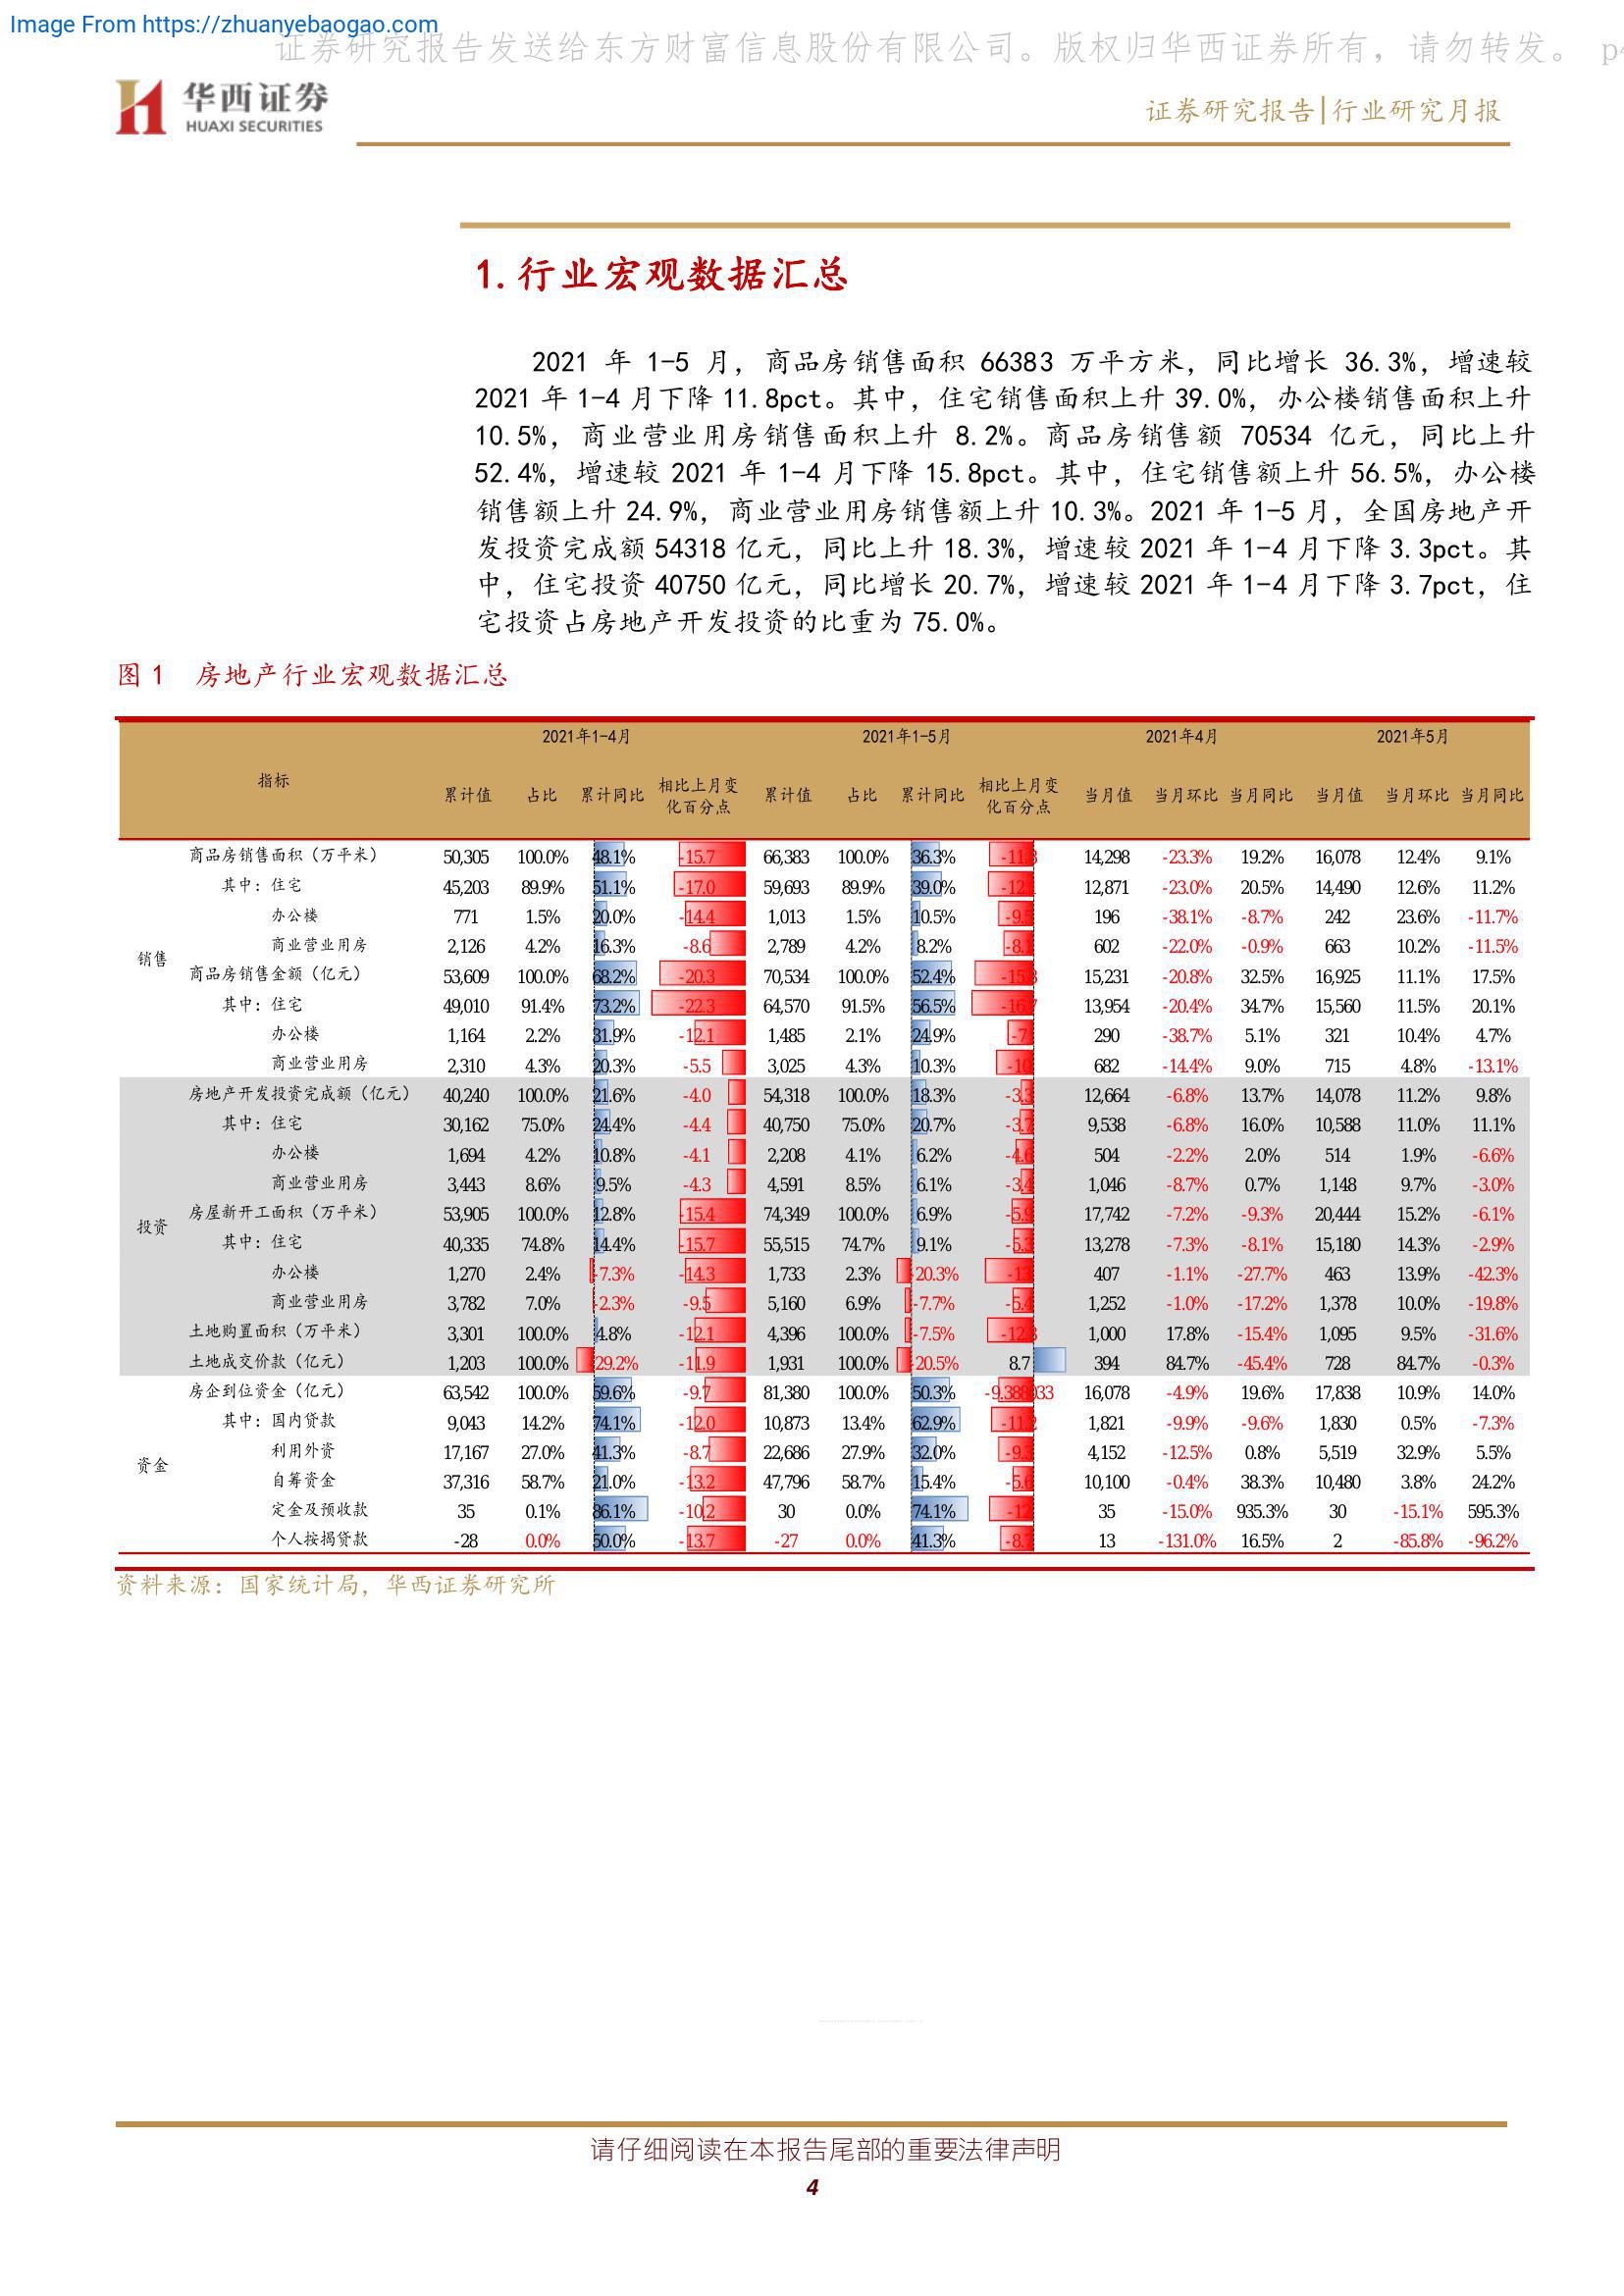 Image From https://zhuanyebaogao.com
证券研究报告发送给东方财富信息股份有限公司。版权归华西证券所有，请勿转发。 p4
华西证券
HUAXI SECURITIES
证券研究报告|行业研究月报
1.行业宏观数据汇总
2021 年 1-5 月，商品房销售面积 66383 万平方米，同比增长 36.3%，增速较
2021 年 1-4 月下降 11.8pct。其中，住宅销售面积上升 39.0%，办公楼销售面积上升
10.5%，商业营业用房销售面积上升 8.2%。商品房销售额 70534 亿元，同比上升
52.4%，增速较 2021 年 1-4 月下降 15.8pct。其中，住宅销售额上升 56.5%，办公楼
销售额上升 24.9%，商业营业用房销售额上升 10.3%。2021 年 1-5 月，全国房地产开
发投资完成额 54318 亿元，同比上升 18.3%，增速较 2021 年 1-4 月下降 3.3pct。其
中，住宅投资 40750 亿元，同比增长 20.7%，增速较 2021 年 1-4 月下降 3.7pct，住
宅投资占房地产开发投资的比重为 75.0%。
图 1 房地产行业宏观数据汇总
指标 2021年1-4月 2021年1-5月 2021年4月 2021年5月
累计值 占比 累计同比 相比上月变化百分点 累计值 占比 累计同比 相比上月变化百分点 当月值 当月环比 当月同比 当月值 当月环比 当月同比
销售
商品房销售面积（万平米） 50,305 100.0% 48.1% -15.7 66,383 100.0% 36.3% -11.8 14,298 -23.3% 19.2% 16,078 12.4% 9.1%
其中：住宅 45,203 89.9% 51.1% -17.0 59,693 89.9% 39.0% -12.1 12,871 -23.0% 20.5% 14,490 12.6% 11.2%
办公楼 771 1.5% 20.0% -14.4 1,013 1.5% 10.5% -9.5 196 -38.1% -8.7% 242 23.6% -11.7%
商业营业用房 2,126 4.2% 16.3% -8.6 2,789 4.2% 8.2% -8.1 602 -22.0% -0.9% 663 10.2% -11.5%
商品房销售金额（亿元） 53,609 100.0% 68.2% -20.3 70,534 100.0% 52.4% -15.8 15,231 -20.8% 32.5% 16,925 11.1% 17.5%
其中：住宅 49,010 91.4% 73.2% -22.3 64,570 91.5% 56.5% -16.7 13,954 -20.4% 34.7% 15,560 11.5% 20.1%
办公楼 1,164 2.2% 31.9% -12.1 1,485 2.1% 24.9% -7 290 -38.7% 5.1% 321 10.4% 4.7%
商业营业用房 2,310 4.3% 20.3% -5.5 3,025 4.3% 10.3% -10 682 -14.4% 9.0% 715 4.8% -13.1%
投资
房地产开发投资完成额（亿元） 40,240 100.0% 21.6% -4.0 54,318 100.0% 18.3% -3.3 12,664 -6.8% 13.7% 14,078 11.2% 9.8%
其中：住宅 30,162 75.0% 24.4% -4.4 40,750 75.0% 20.7% -3.7 9,538 -6.8% 16.0% 10,588 11.0% 11.1%
办公楼 1,694 4.2% 10.8% -4.1 2,208 4.1% 6.2% -4.6 504 -2.2% 2.0% 514 1.9% -6.6%
商业营业用房 3,443 8.6% 9.5% -4.3 4,591 8.5% 6.1% -3.4 1,046 -8.7% 0.7% 1,148 9.7% -3.0%
房屋新开工面积（万平米） 53,905 100.0% 12.8% -15.4 74,349 100.0% 6.9% -5.9 17,742 -7.2% -9.3% 20,444 15.2% -6.1%
其中：住宅 40,335 74.8% 14.4% -15.7 55,515 74.7% 9.1% -5.3 13,278 -7.3% -8.1% 15,180 14.3% -2.9%
办公楼 1,270 2.4% -7.3% -14.3 1,733 2.3% -20.3% -13 407 -1.1% -27.7% 463 13.9% -42.3%
商业营业用房 3,782 7.0% -2.3% -9.5 5,160 6.9% -7.7% -5.4 1,252 -1.0% -17.2% 1,378 10.0% -19.8%
土地购置面积（万平米） 3,301 100.0% 4.8% -12.1 4,396 100.0% -7.5% -12.3 1,000 17.8% -15.4% 1,095 9.5% -31.6%
土地成交价款（亿元） 1,203 100.0% -29.2% -11.9 1,931 100.0% -20.5% 8.7 394 84.7% -45.4% 728 84.7% -0.3%
资金
房企到位资金（亿元） 63,542 100.0% 59.6% -9.7 81,380 100.0% 50.3% 16,078 -4.9% 19.6% 17,838 10.9% 14.0%
其中：国内贷款 9,043 14.2% 74.1% -12.0 10,873 13.4% 62.9% -11.2 1,821 -9.9% -9.6% 1,830 0.5% -7.3%
利用外资 17,167 27.0% 41.3% -8.7 22,686 27.9% 32.0% -9.3 4,152 -12.5% 0.8% 5,519 32.9% 5.5%
自筹资金 37,316 58.7% 21.0% -13.2 47,796 58.7% 15.4% -5.6 10,100 -0.4% 38.3% 10,480 3.8% 24.2%
定金及预收款 35 0.1% 86.1% -10.2 30 0.0% 74.1% -12 35 -15.0% 935.3% 30 -15.1% 595.3%
个人按揭贷款 -28 0.0% 50.0% -13.7 -27 0.0% 41.3% -8.7 13 -131.0% 16.5% 2 -85.8% -96.2%
资料来源：国家统计局，华西证券研究所
请仔细阅读在本报告尾部的重要法律声明
4